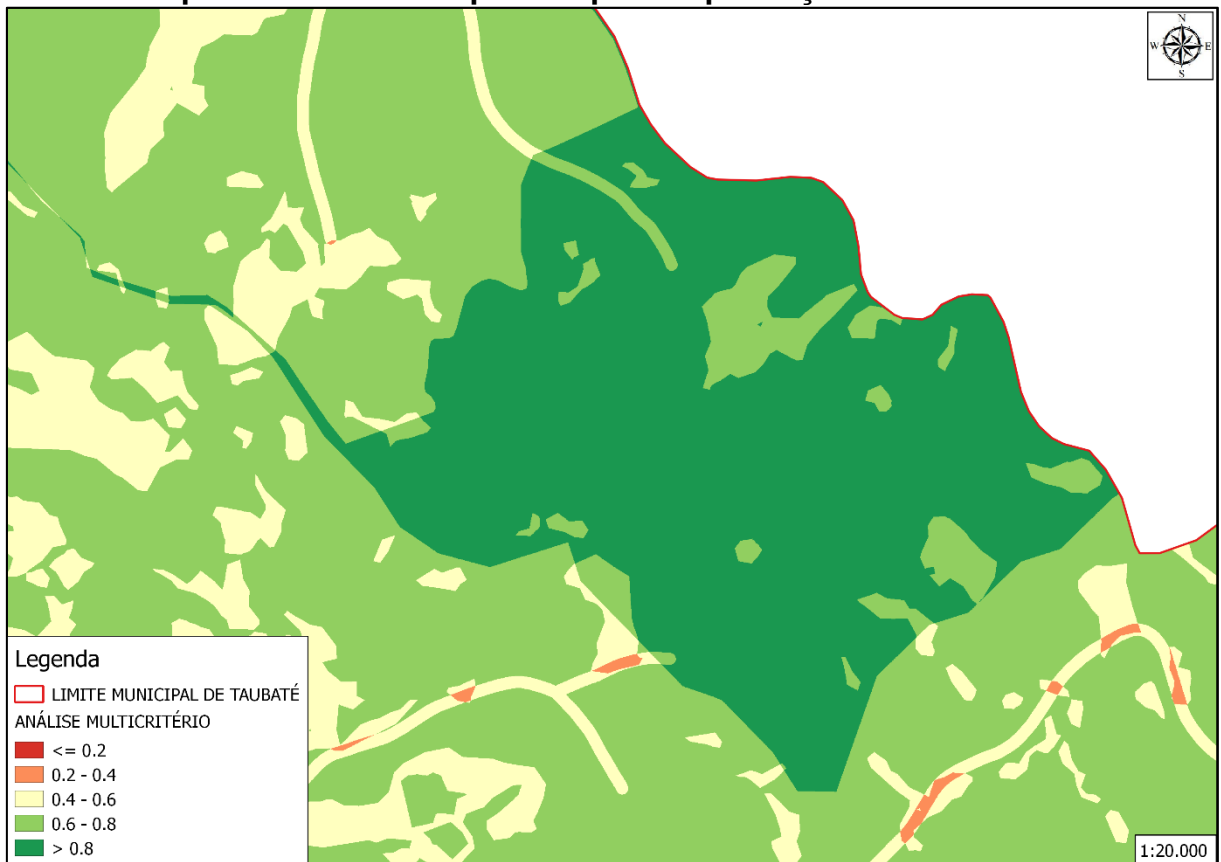 N
W E
S
Legenda
LIMITE MUNICIPAL DE TAUBATÉ
ANÁLISE MULTICRITÉRIO
<= 0.2
0.2 - 0.4
0.4 - 0.6
0.6 - 0.8
> 0.8
1:20.000